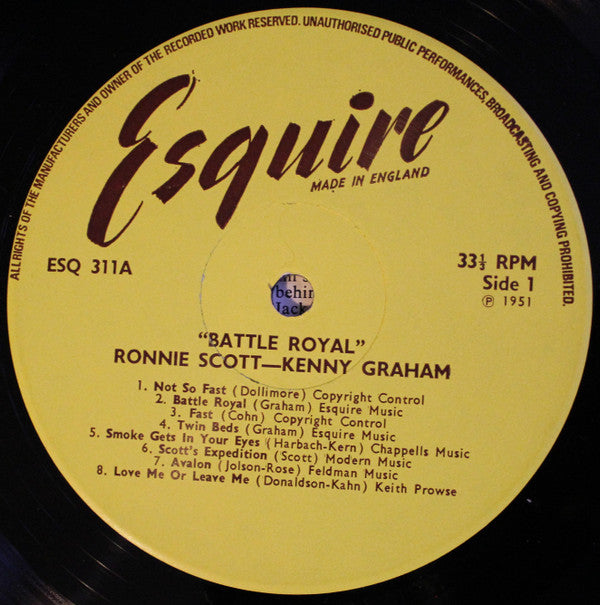 ALL RIGHTS OF THE MANUFACTURERS AND OWNER OF THE RECORDED WORK RESERVED. UNAUTHORISED PUBLIC PERFORMANCES, BROADCASTING AND COPYING PROHIBITED.
Esquire
MADE IN ENGLAND
ESQ 311A
33⅓ RPM
Side 1
℗ 1951
behin
Jack
"BATTLE ROYAL"
RONNIE SCOTT—KENNY GRAHAM
1. Not So Fast (Dollimore) Copyright Control
2. Battle Royal (Graham) Esquire Music
3. Fast (Cohn) Copyright Control
4. Twin Beds (Graham) Esquire Music
5. Smoke Gets In Your Eyes (Harbach-Kern) Chappells Music
6. Scott's Expedition (Scott) Modern Music
7. Avalon (Jolson-Rose) Feldman Music
8. Love Me Or Leave Me (Donaldson-Kahn) Keith Prowse